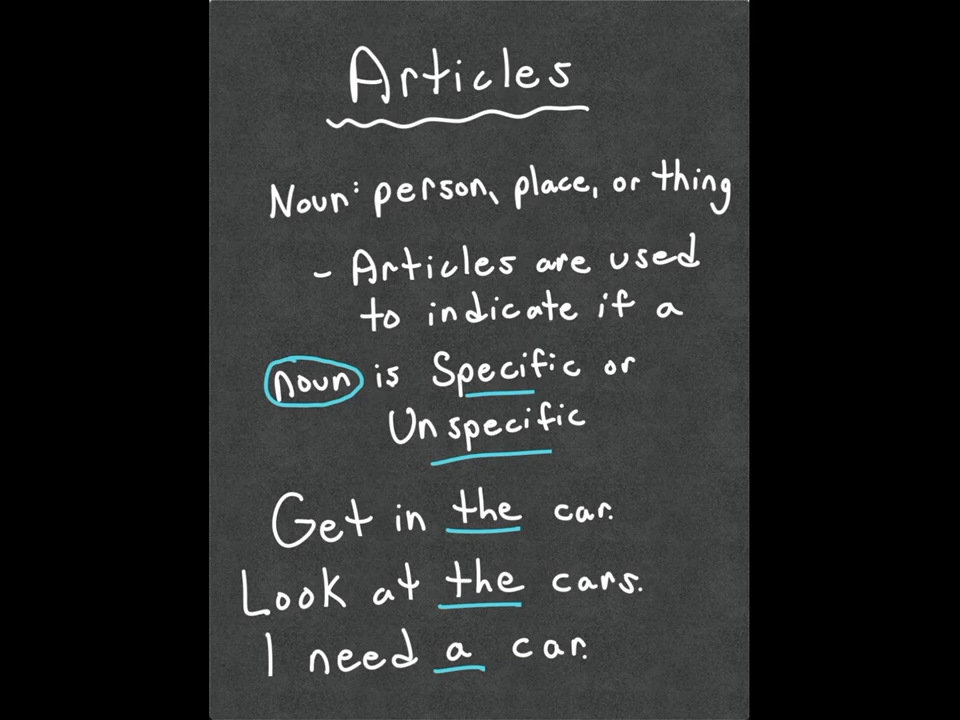 Articles
Noun: person, place, or thing
- Articles are used
to indicate if a
noun is Specific or
Unspecific
Get in the car.
Look at the cars.
I need a car.